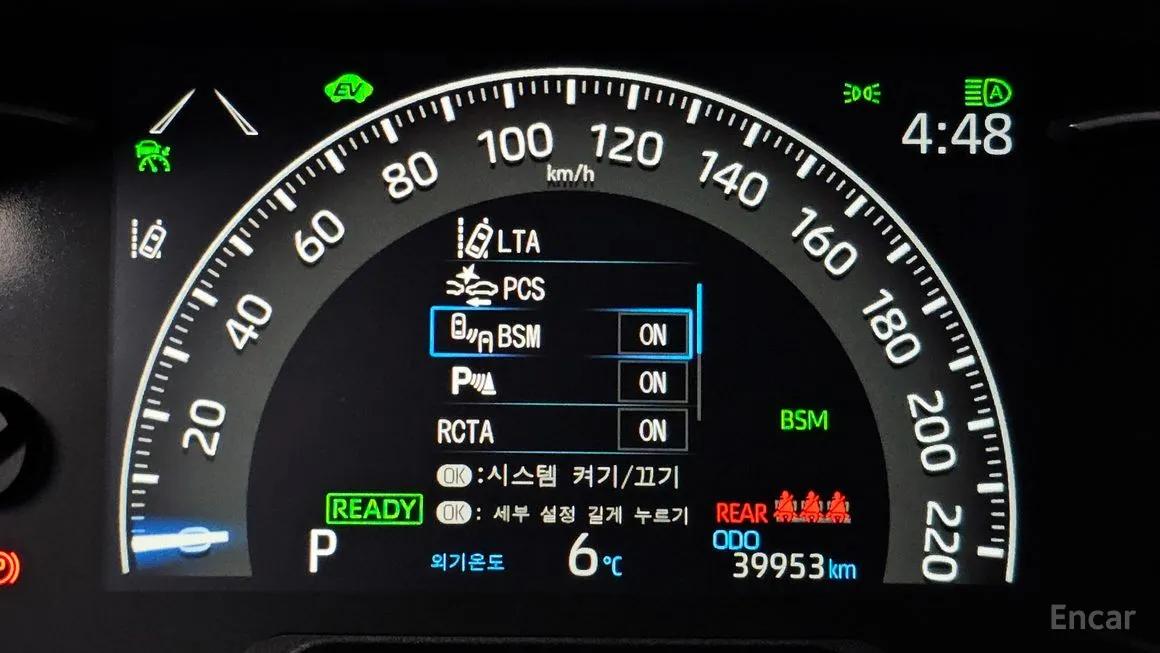 EV
A
4:48
20
40
60
80
100
120
140
160
180
200
220
km/h
LTA
PCS
BSM ON
P ON
RCTA ON
OK :시스템 켜기/끄기
OK : 세부 설정 길게 누르기
BSM
READY
REAR
P
외기온도 6 °C
ODO
39953 km
Encar